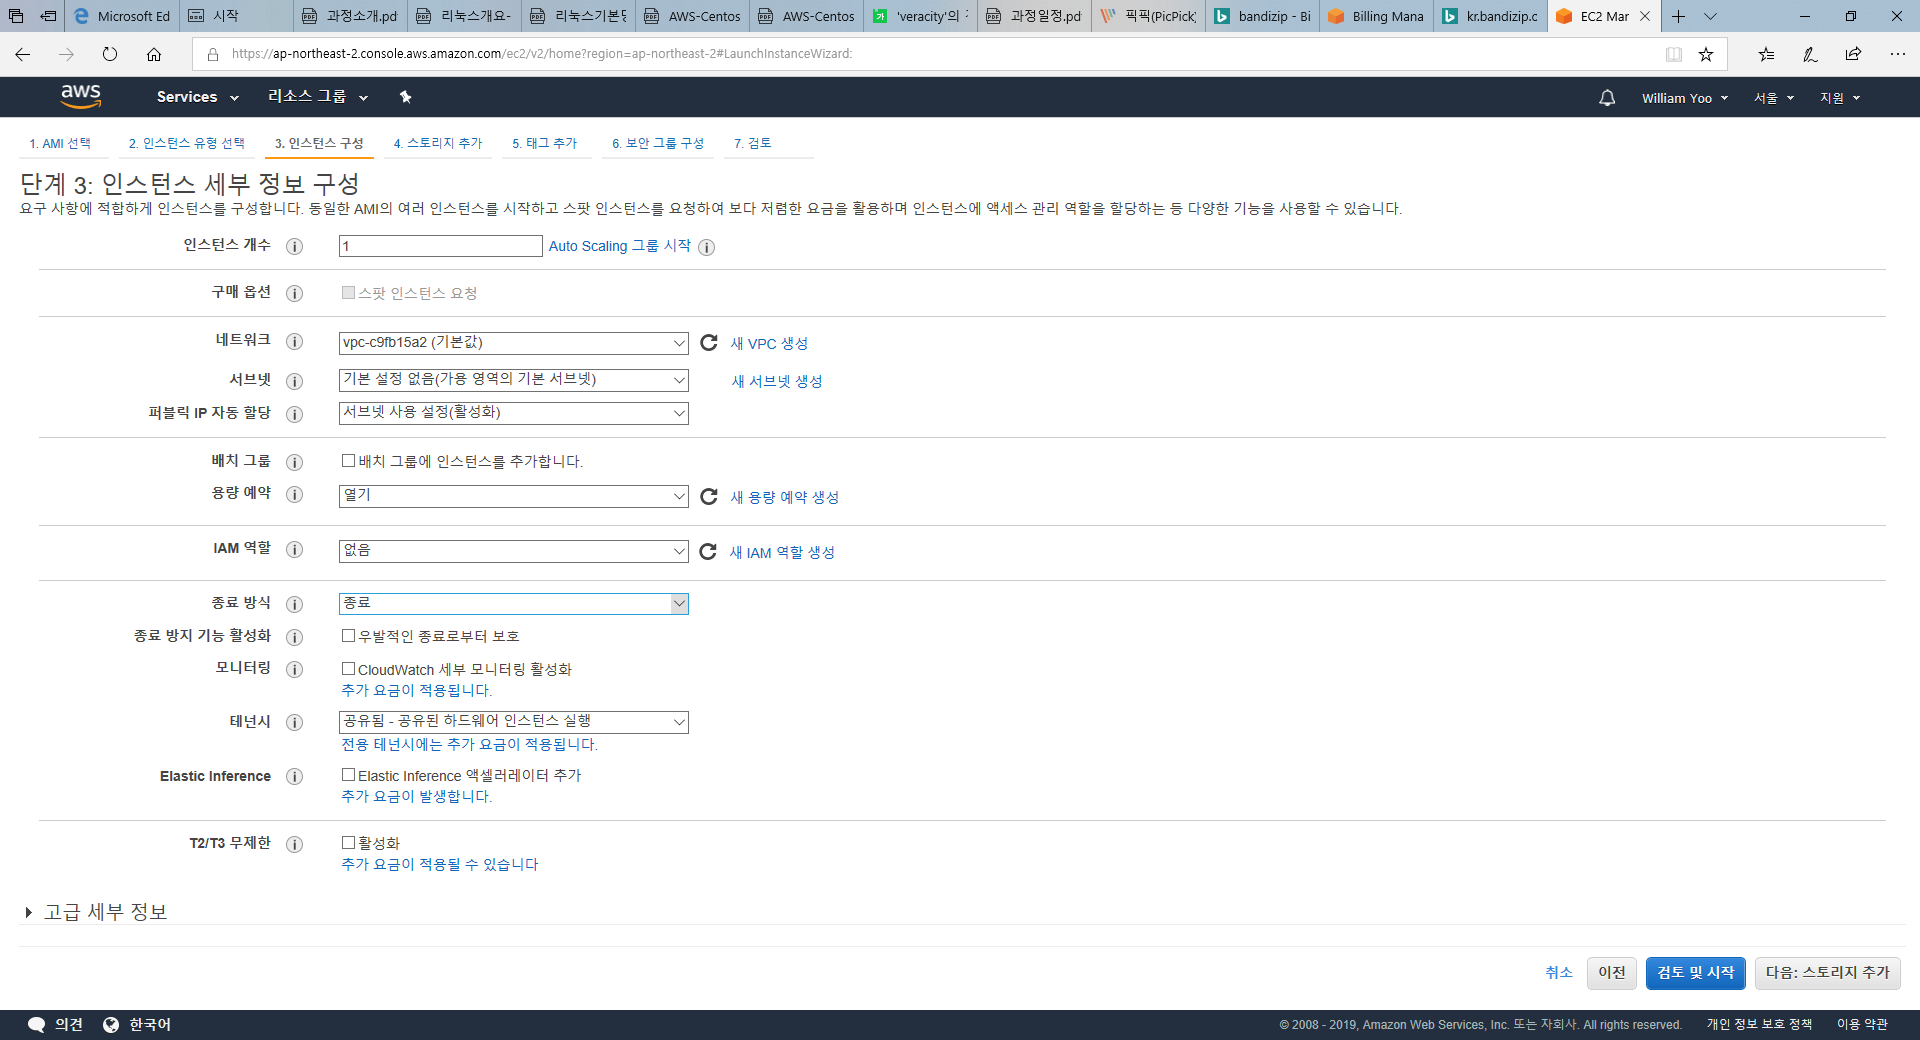 Microsoft Ed
시작
과정소개.pd
리눅스개요-
리눅스기본명
AWS-Centos
AWS-Centos
'veracity'의
과정일정.pd
픽픽(PicPick)
bandizip - Bi
Billing Mana
kr.bandizip.c
EC2 Mar
https://ap-northeast-2.console.aws.amazon.com/ec2/v2/home?region=ap-northeast-2#LaunchInstanceWizard:
aws
Services
리소스 그룹
William Yoo
서울
지원
1. AMI 선택
2. 인스턴스 유형 선택
3. 인스턴스 구성
4. 스토리지 추가
5. 태그 추가
6. 보안 그룹 구성
7. 검토
단계 3: 인스턴스 세부 정보 구성
요구 사항에 적합하게 인스턴스를 구성합니다. 동일한 AMI의 여러 인스턴스를 시작하고 스팟 인스턴스를 요청하여 보다 저렴한 요금을 활용하며 인스턴스에 액세스 관리 역할을 할당하는 등 다양한 기능을 사용할 수 있습니다.
인스턴스 개수 1 Auto Scaling 그룹 시작
구매 옵션 스팟 인스턴스 요청
네트워크 vpc-c9fb15a2 (기본값) 새 VPC 생성
서브넷 기본 설정 없음(가용 영역의 기본 서브넷) 새 서브넷 생성
퍼블릭 IP 자동 할당 서브넷 사용 설정(활성화)
배치 그룹 배치 그룹에 인스턴스를 추가합니다.
용량 예약 열기 새 용량 예약 생성
IAM 역할 없음 새 IAM 역할 생성
종료 방식 종료
종료 방지 기능 활성화 우발적인 종료로부터 보호
모니터링 CloudWatch 세부 모니터링 활성화
추가 요금이 적용됩니다.
테넌시 공유됨 - 공유된 하드웨어 인스턴스 실행
전용 테넌시에는 추가 요금이 적용됩니다.
Elastic Inference Elastic Inference 액셀러레이터 추가
추가 요금이 발생합니다.
T2/T3 무제한 활성화
추가 요금이 적용될 수 있습니다
고급 세부 정보
취소 이전 검토 및 시작 다음: 스토리지 추가
의견 한국어 © 2008 - 2019, Amazon Web Services, Inc. 또는 자회사. All rights reserved. 개인 정보 보호 정책 이용 약관